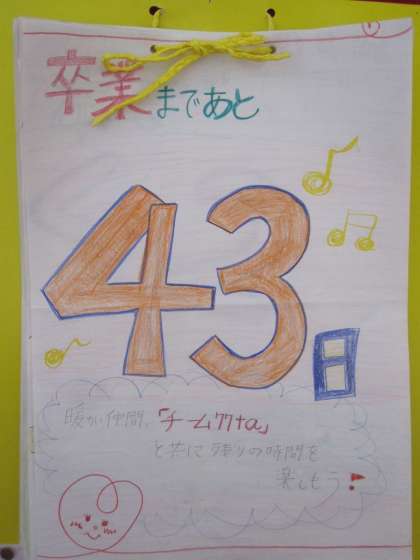 卒業まであと
43日
暖かい仲間、「チーム77+α」
と共に残りの時間を
楽しもう!